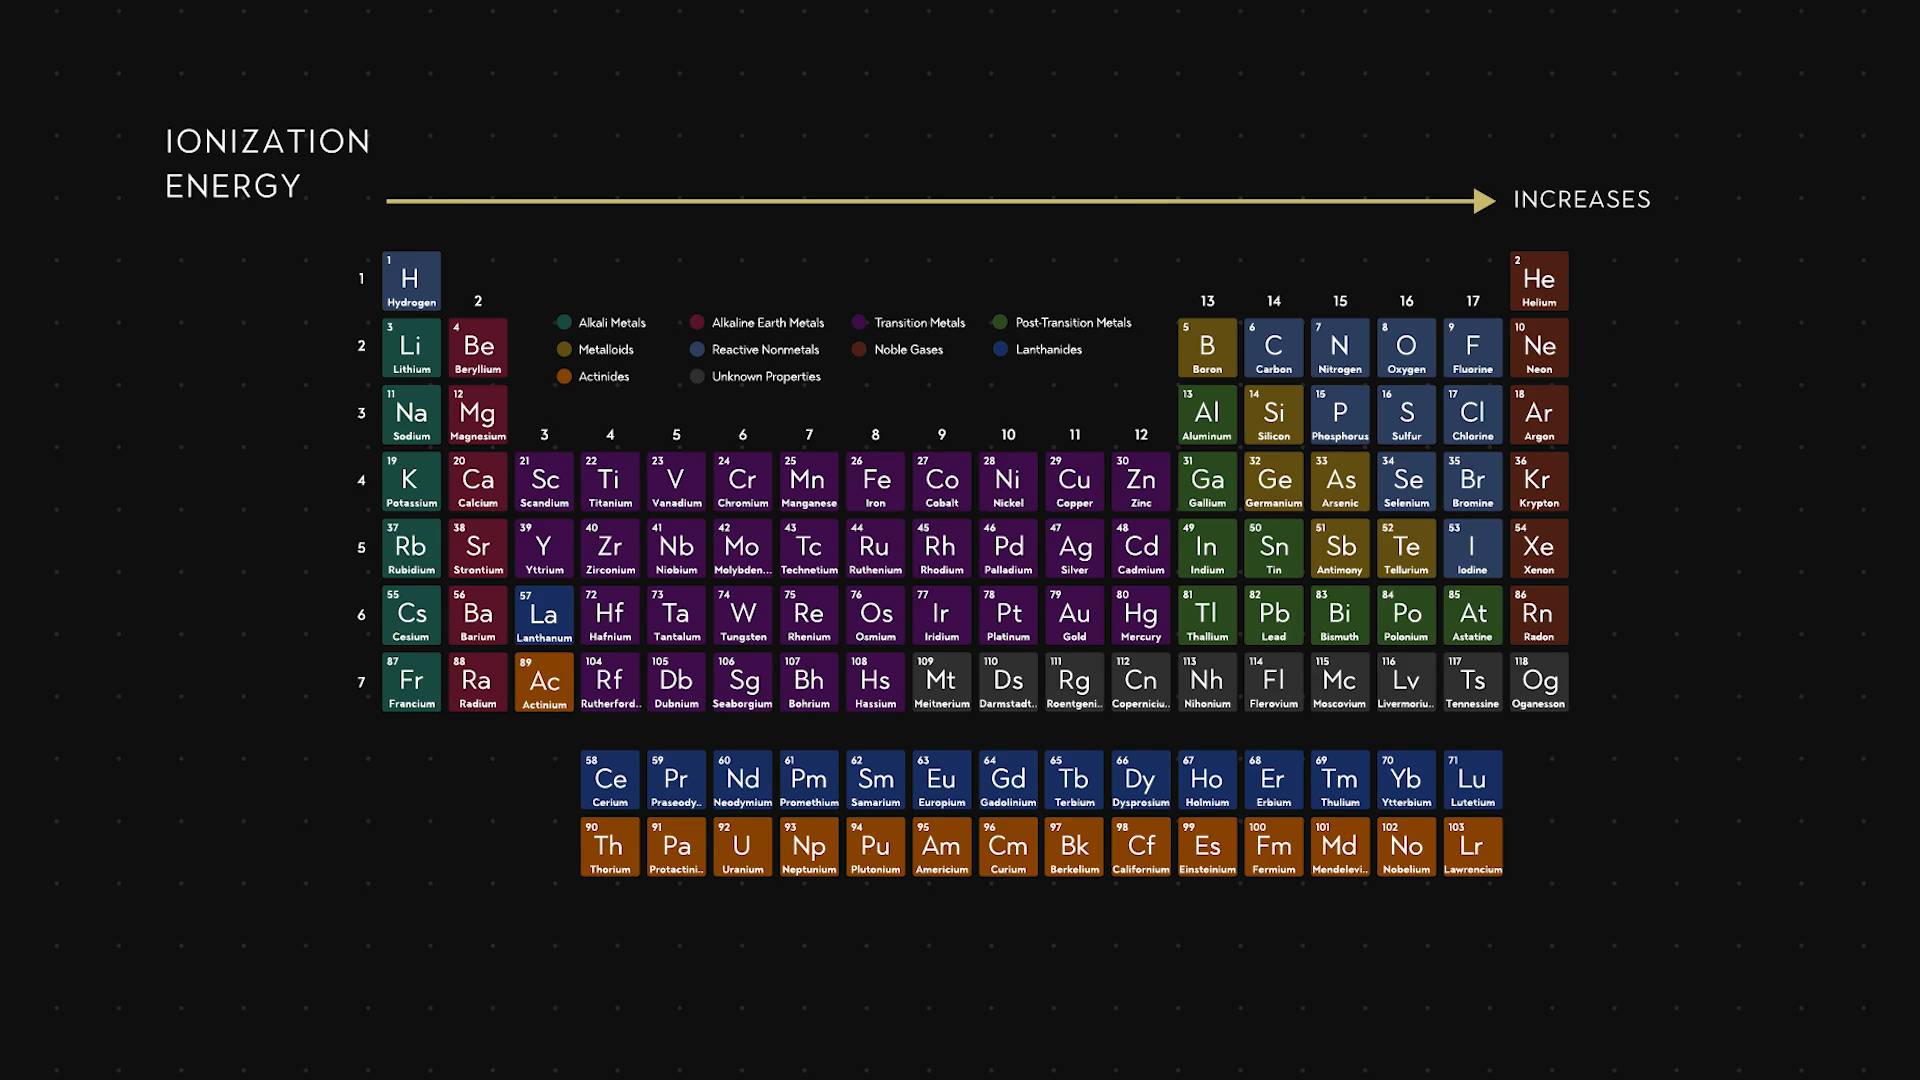 IONIZATION
ENERGY
INCREASES
1 1 H Hydrogen 2 He Helium
2 13 14 15 16 17
Alkali Metals Alkaline Earth Metals Transition Metals Post-Transition Metals
2 3 Li Lithium 4 Be Beryllium 5 B Boron 6 C Carbon 7 N Nitrogen 8 O Oxygen 9 F Fluorine 10 Ne Neon
Metalloids Reactive Nonmetals Noble Gases Lanthanides
Actinides Unknown Properties
3 11 Na Sodium 12 Mg Magnesium 13 Al Aluminum 14 Si Silicon 15 P Phosphorus 16 S Sulfur 17 Cl Chlorine 18 Ar Argon
3 4 5 6 7 8 9 10 11 12
4 19 K Potassium 20 Ca Calcium 21 Sc Scandium 22 Ti Titanium 23 V Vanadium 24 Cr Chromium 25 Mn Manganese 26 Fe Iron 27 Co Cobalt 28 Ni Nickel 29 Cu Copper 30 Zn Zinc 31 Ga Gallium 32 Ge Germanium 33 As Arsenic 34 Se Selenium 35 Br Bromine 36 Kr Krypton
5 37 Rb Rubidium 38 Sr Strontium 39 Y Yttrium 40 Zr Zirconium 41 Nb Niobium 42 Mo Molybden... 43 Tc Technetium 44 Ru Ruthenium 45 Rh Rhodium 46 Pd Palladium 47 Ag Silver 48 Cd Cadmium 49 In Indium 50 Sn Tin 51 Sb Antimony 52 Te Tellurium 53 I Iodine 54 Xe Xenon
6 55 Cs Cesium 56 Ba Barium 57 La Lanthanum 72 Hf Hafnium 73 Ta Tantalum 74 W Tungsten 75 Re Rhenium 76 Os Osmium 77 Ir Iridium 78 Pt Platinum 79 Au Gold 80 Hg Mercury 81 Tl Thallium 82 Pb Lead 83 Bi Bismuth 84 Po Polonium 85 At Astatine 86 Rn Radon
7 87 Fr Francium 88 Ra Radium 89 Ac Actinium 104 Rf Rutherford.. 105 Db Dubnium 106 Sg Seaborgium 107 Bh Bohrium 108 Hs Hassium 109 Mt Meitnerium 110 Ds Darmstadt.. 111 Rg Roentgeni.. 112 Cn Coperniciu.. 113 Nh Nihonium 114 Fl Flerovium 115 Mc Moscovium 116 Lv Livermoriu.. 117 Ts Tennessine 118 Og Oganesson
58 Ce Cerium 59 Pr Praseody.. 60 Nd Neodymium 61 Pm Promethium 62 Sm Samarium 63 Eu Europium 64 Gd Gadolinium 65 Tb Terbium 66 Dy Dysprosium 67 Ho Holmium 68 Er Erbium 69 Tm Thulium 70 Yb Ytterbium 71 Lu Lutetium
90 Th Thorium 91 Pa Protactini.. 92 U Uranium 93 Np Neptunium 94 Pu Plutonium 95 Am Americium 96 Cm Curium 97 Bk Berkelium 98 Cf Californium 99 Es Einsteinium 100 Fm Fermium 101 Md Mendelevi.. 102 No Nobelium 103 Lr Lawrencium